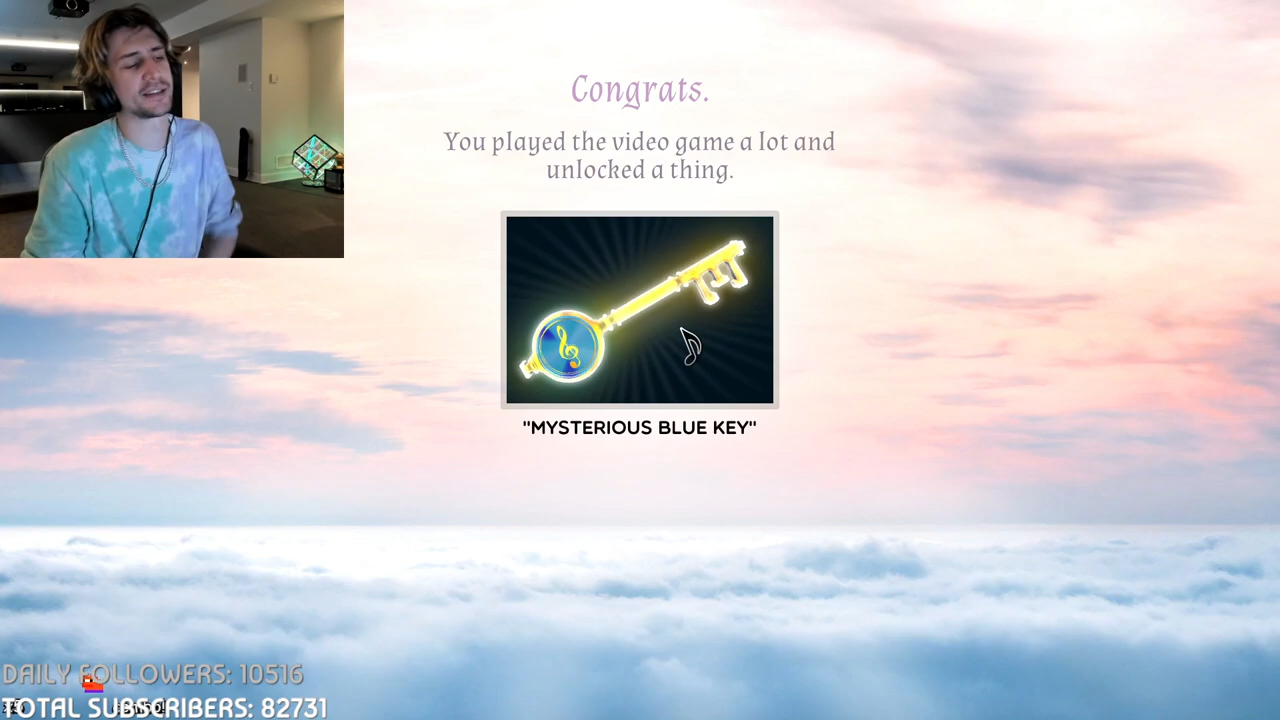 Congrats.
You played the video game a lot and
unlocked a thing.
"MYSTERIOUS BLUE KEY"
DAILY FOLLOWERS: 10516
TOTAL SUBSCRIBERS: 82731